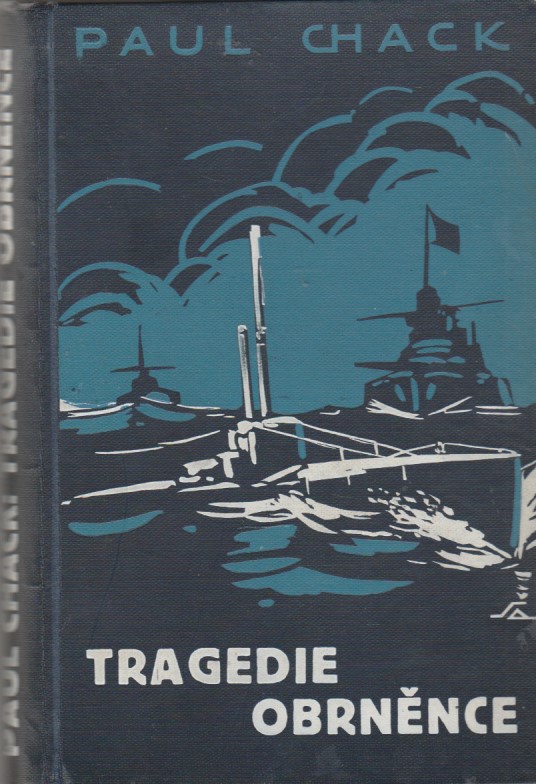 PAUL CHACK
TRAGEDIE
OBRNĚNCE
PAUL CHACK: TRAGEDIE OBRNĚNCE